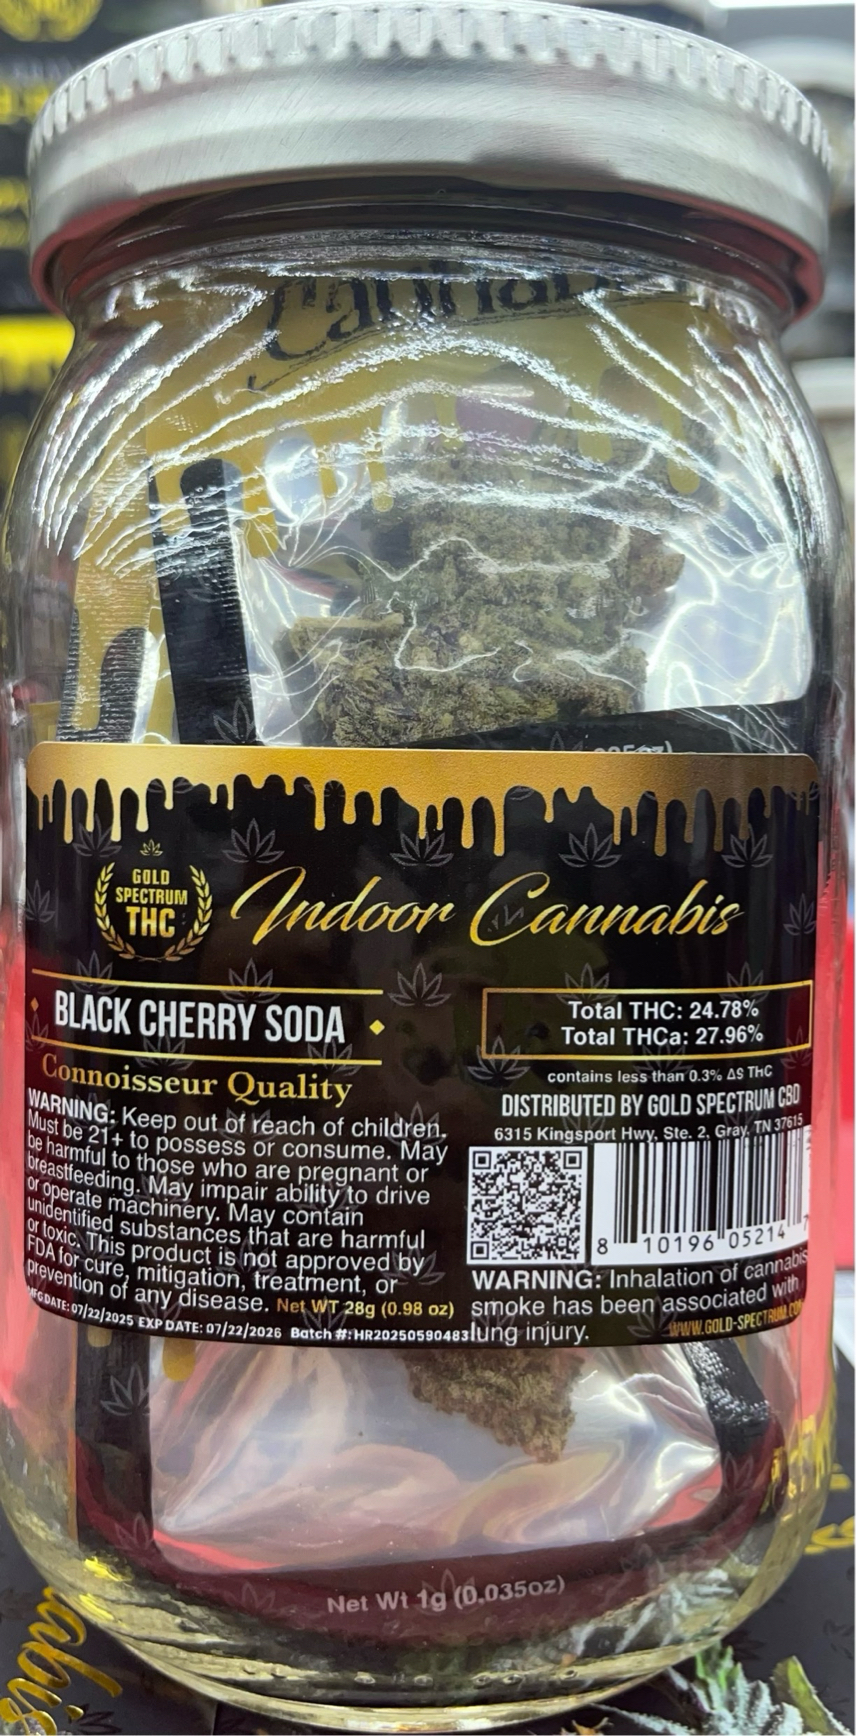 Cannabis
GOLD
SPECTRUM
THC
Indoor Cannabis
BLACK CHERRY SODA
Connoisseur Quality
WARNING: Keep out of reach of children.
Must be 21+ to possess or consume. May
be harmful to those who are pregnant or
breastfeeding. May impair ability to drive
or operate machinery. May contain
unidentified substances that are harmful
or toxic. This product is not approved by
FDA for cure, mitigation, treatment, or
prevention of any disease. Net WT 28g (0.98 oz)
MFG DATE: 07/22/2025 EXP DATE: 07/22/2026 Batch #: HR20250590483
Total THC: 24.78%
Total THCa: 27.96%
contains less than 0.3% Δ9 THC
DISTRIBUTED BY GOLD SPECTRUM CBD
6315 Kingsport Hwy, Ste. 2, Gray, TN 37615
8 10196 05214 7
WARNING: Inhalation of cannabis
smoke has been associated with
lung injury.
WWW.GOLD-SPECTRUM.COM
Net Wt 1g (0.035oz)